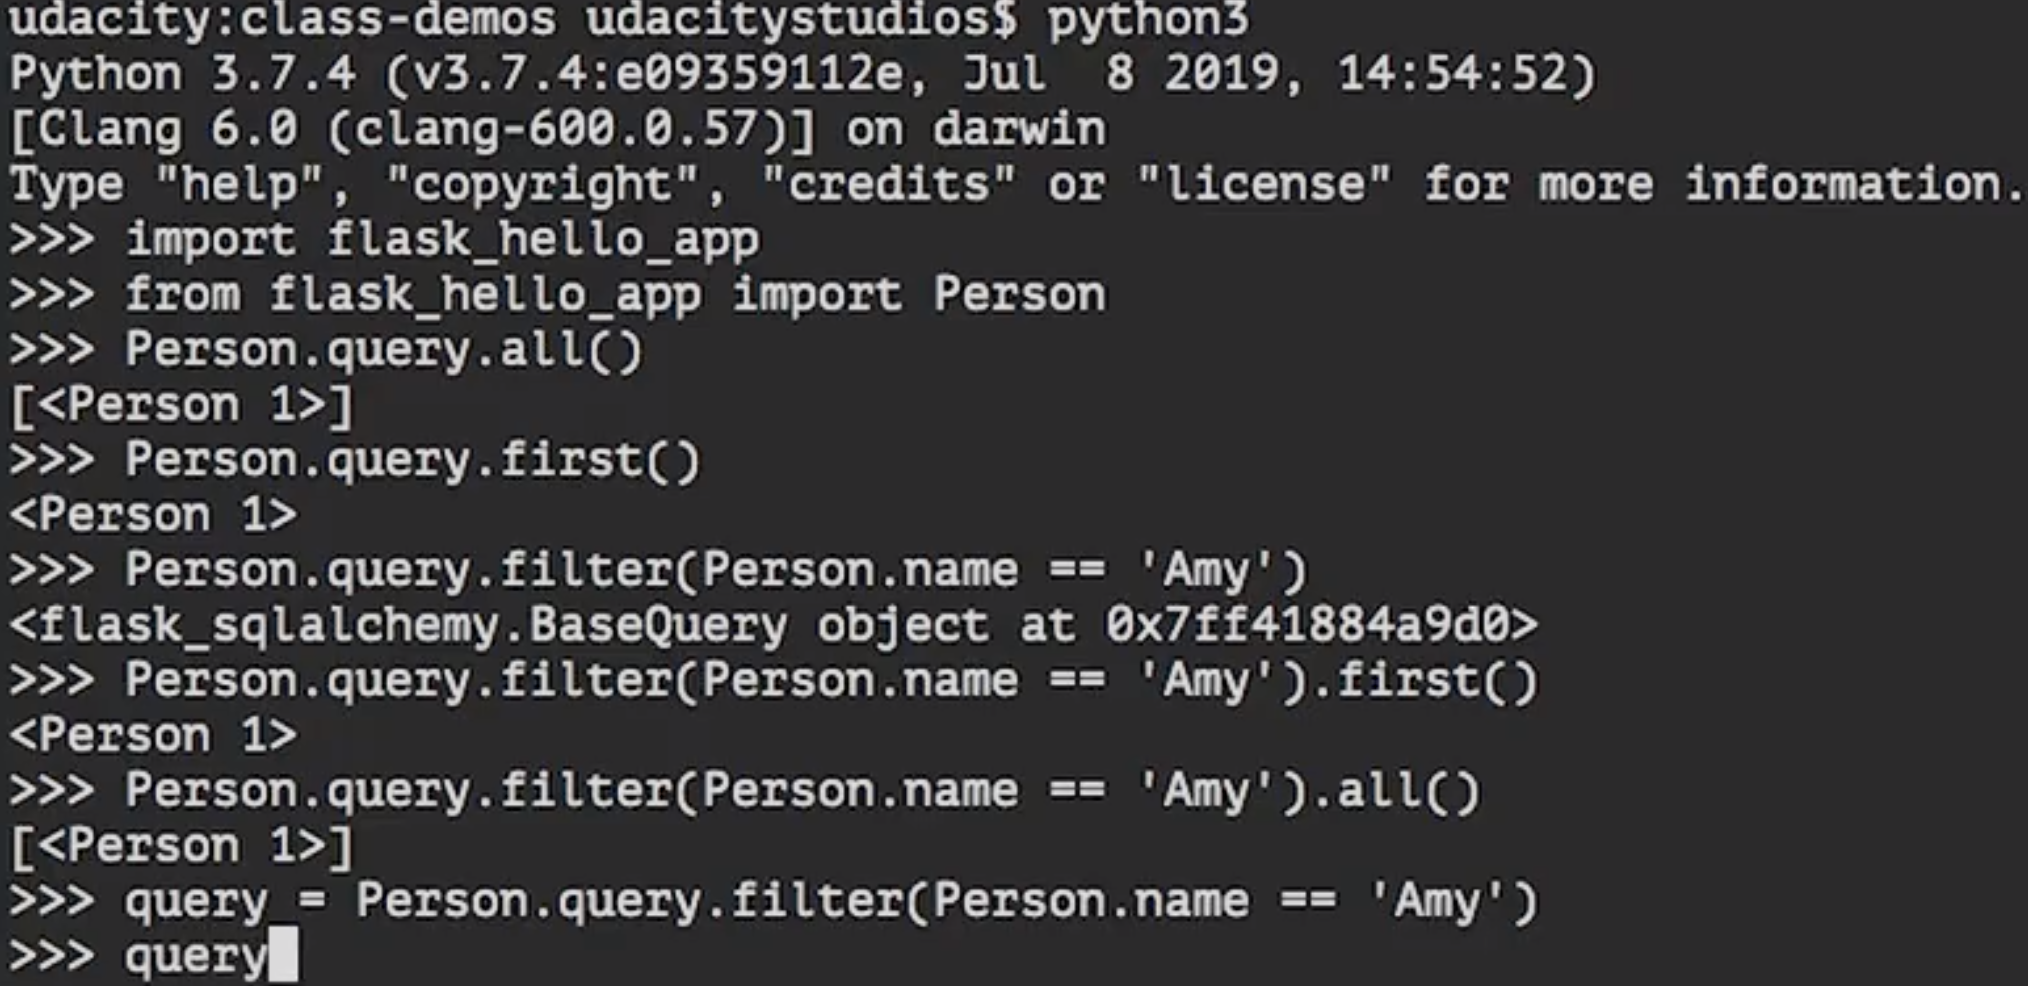 udacity:class-demos udacitystudios$ python3
Python 3.7.4 (v3.7.4:e09359112e, Jul  8 2019, 14:54:52)
[Clang 6.0 (clang-600.0.57)] on darwin
Type "help", "copyright", "credits" or "license" for more information.
>>> import flask_hello_app
>>> from flask_hello_app import Person
>>> Person.query.all()
[<Person 1>]
>>> Person.query.first()
<Person 1>
>>> Person.query.filter(Person.name == 'Amy')
<flask_sqlalchemy.BaseQuery object at 0x7ff41884a9d0>
>>> Person.query.filter(Person.name == 'Amy').first()
<Person 1>
>>> Person.query.filter(Person.name == 'Amy').all()
[<Person 1>]
>>> query = Person.query.filter(Person.name == 'Amy')
>>> query